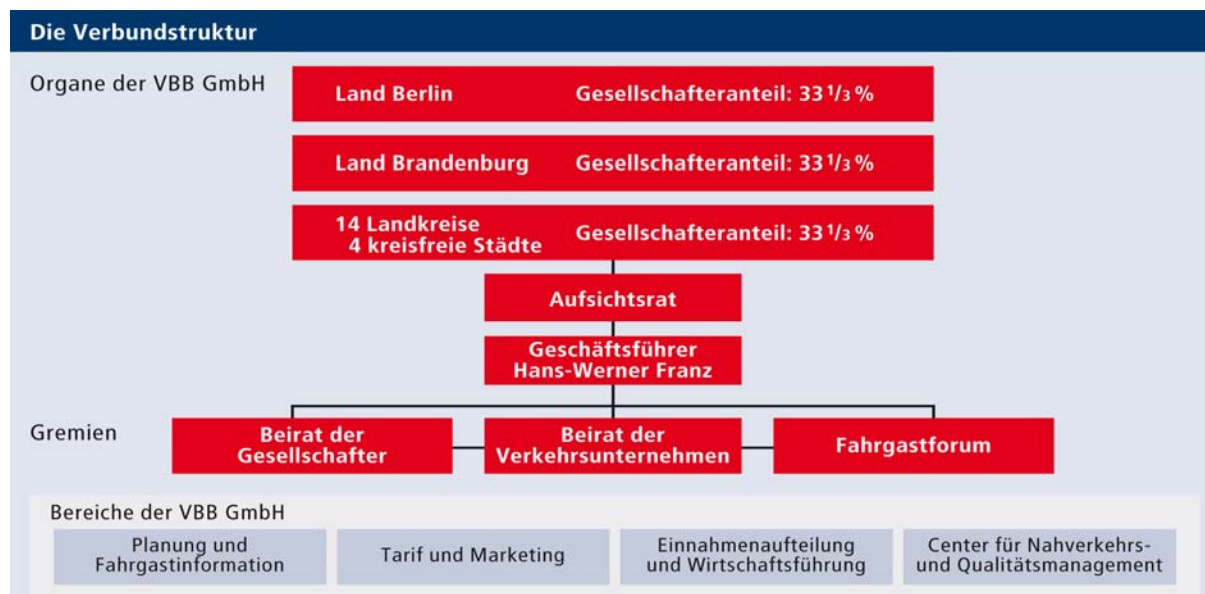 Die Verbundstruktur
Organe der VBB GmbH
Land Berlin Gesellschafteranteil: 33 1/3 %
Land Brandenburg Gesellschafteranteil: 33 1/3 %
14 Landkreise
4 kreisfreie Städte Gesellschafteranteil: 33 1/3 %
Aufsichtsrat
Geschäftsführer
Hans-Werner Franz
Gremien
Beirat der
Gesellschafter
Beirat der
Verkehrsunternehmen
Fahrgastforum
Bereiche der VBB GmbH
Planung und
Fahrgastinformation
Tarif und Marketing
Einnahmenaufteilung
und Wirtschaftsführung
Center für Nahverkehrs-
und Qualitätsmanagement